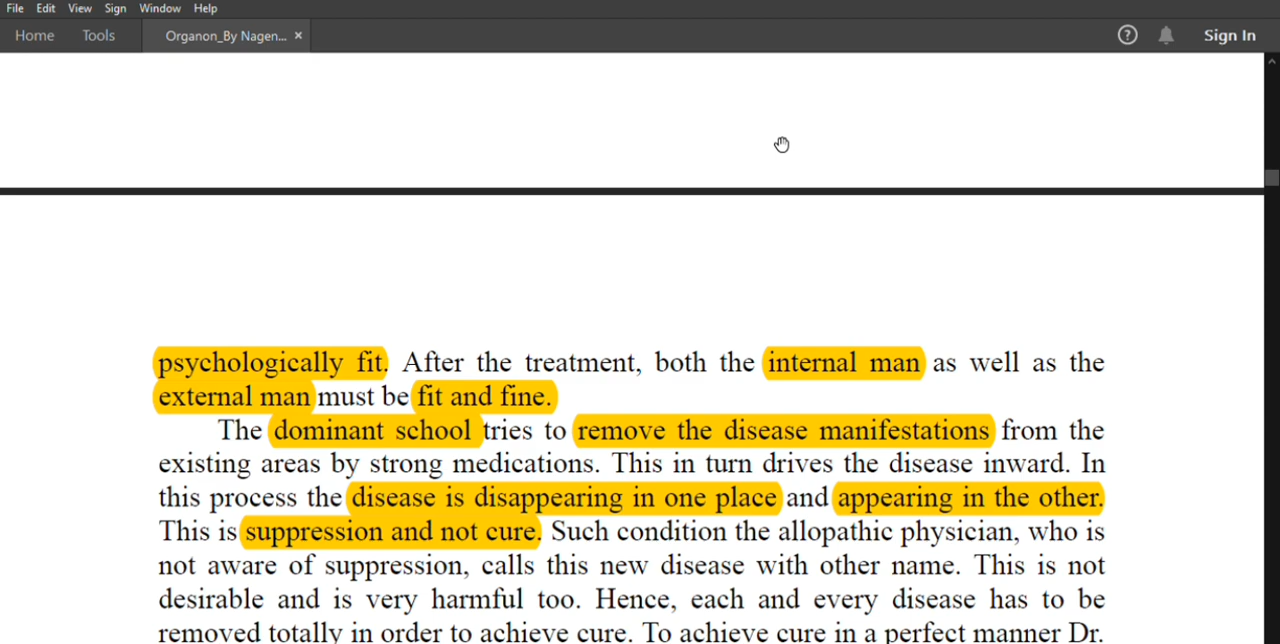 File Edit View Sign Window Help
Home Tools Organon_By Nagen... × ? Sign In
psychologically fit. After the treatment, both the internal man as well as the
external man must be fit and fine.
The dominant school tries to remove the disease manifestations from the
existing areas by strong medications. This in turn drives the disease inward. In
this process the disease is disappearing in one place and appearing in the other.
This is suppression and not cure. Such condition the allopathic physician, who is
not aware of suppression, calls this new disease with other name. This is not
desirable and is very harmful too. Hence, each and every disease has to be
removed totally in order to achieve cure. To achieve cure in a perfect manner Dr.